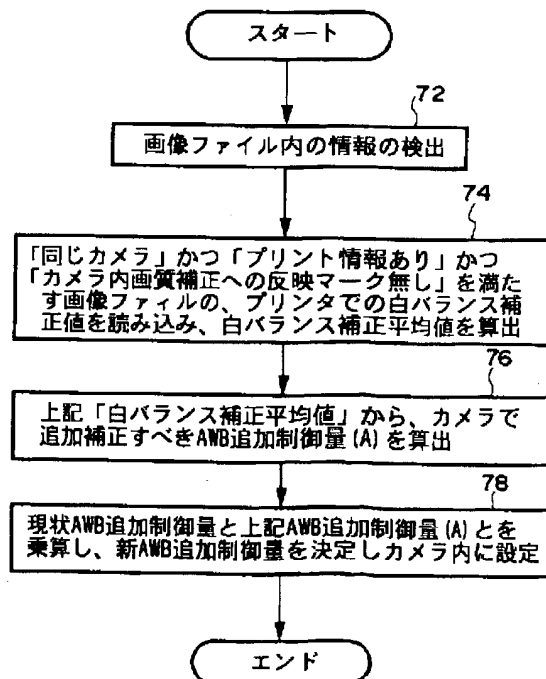 スタート
72
画像ファイル内の情報の検出
74
「同じカメラ」かつ「プリント情報あり」かつ
「カメラ内画質補正への反映マーク無し」を満た
す画像ファィルの、プリンタでの白バランス補
正値を読み込み、白バランス補正平均値を算出
76
上記「白バランス補正平均値」から、カメラで
追加補正すべきAWB追加制御量(A)を算出
78
現状AWB追加制御量と上記AWB追加制御量(A)とを
乗算し、新AWB追加制御量を決定しカメラ内に設定
エンド